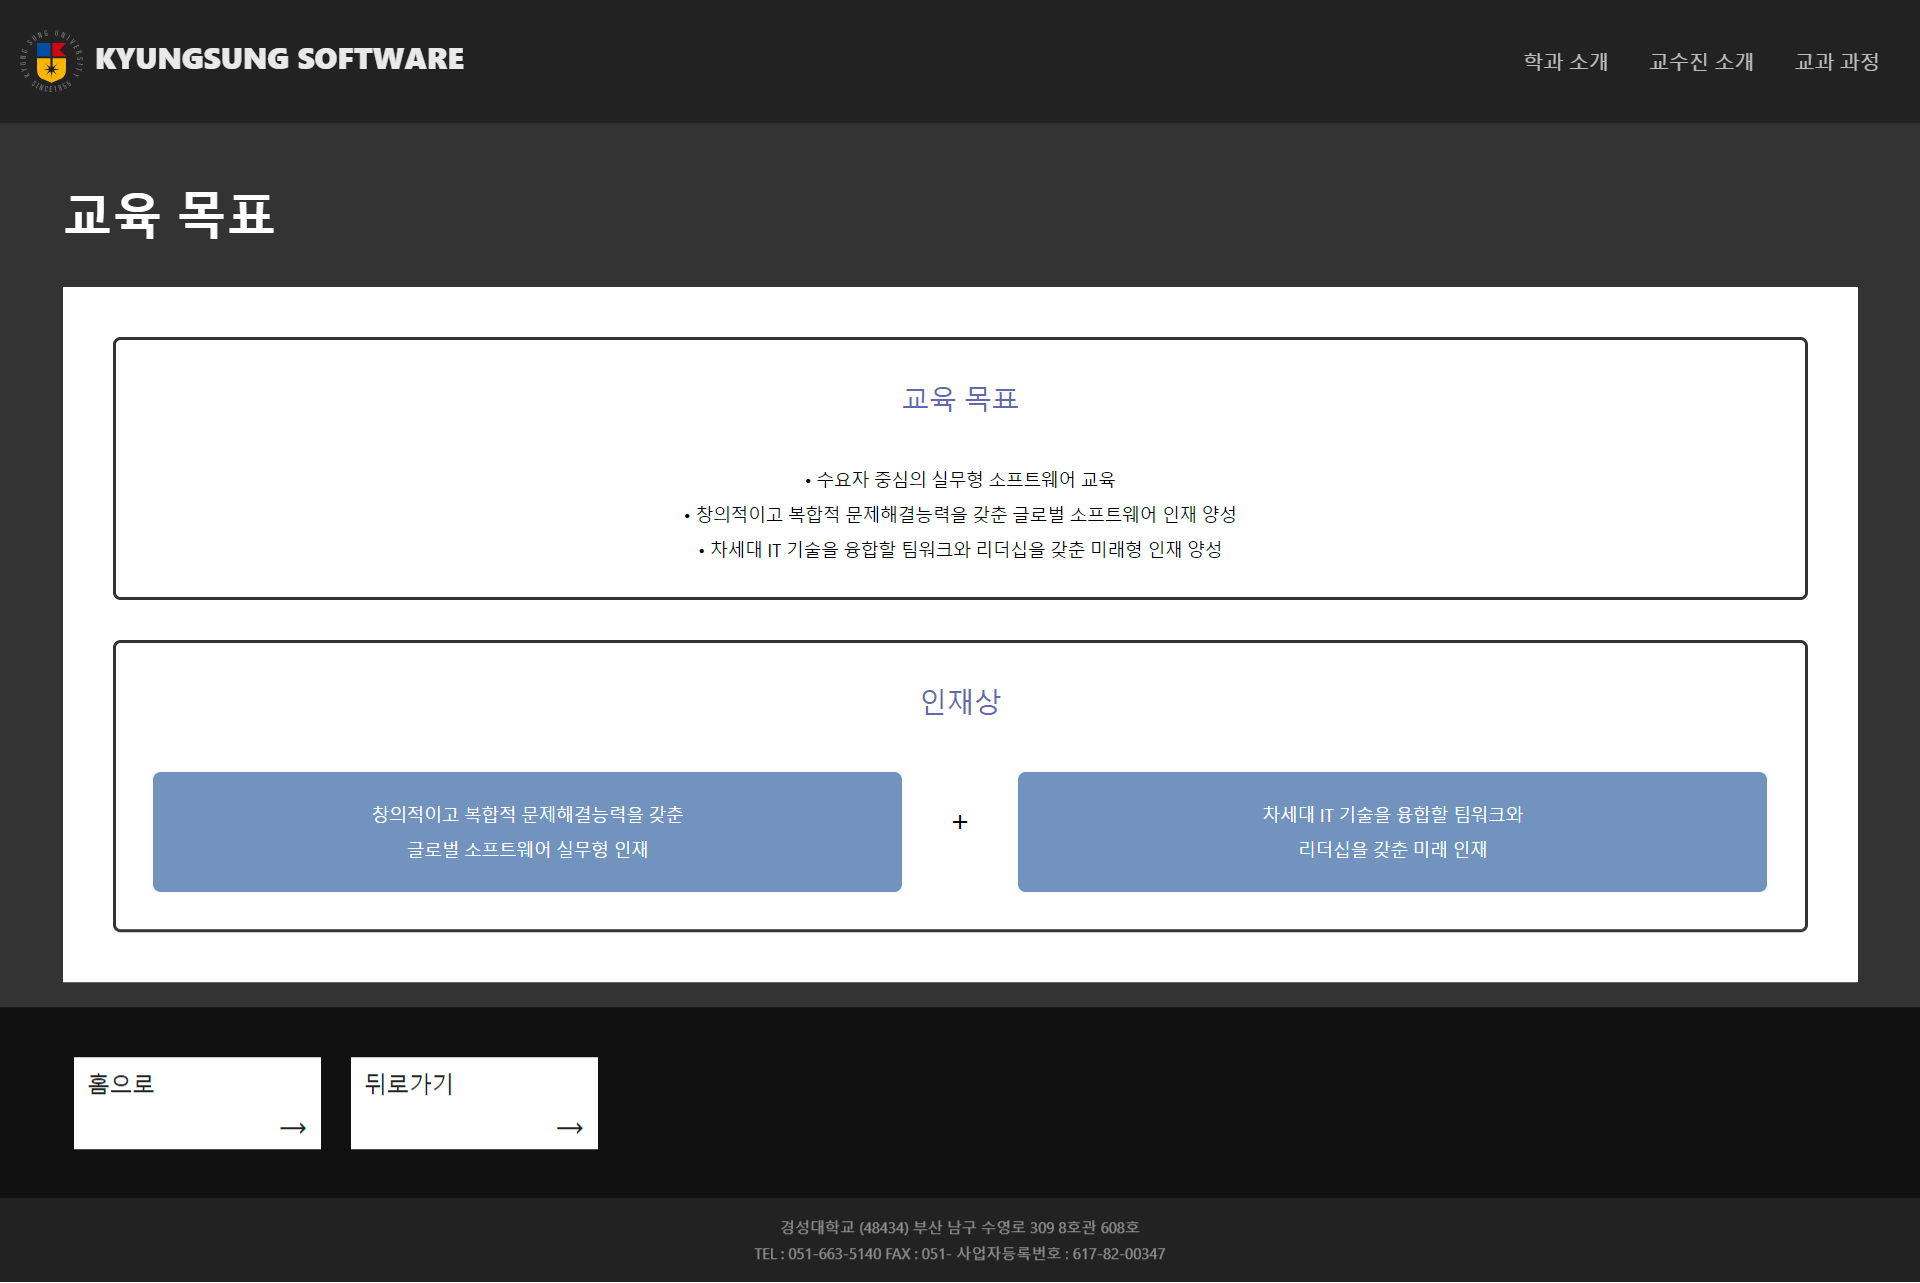 KYUNG SUNG UNIVERSITY
SINCE1955
KYUNGSUNG SOFTWARE
학과 소개
교수진 소개
교과 과정
교육 목표
교육 목표
• 수요자 중심의 실무형 소프트웨어 교육
• 창의적이고 복합적 문제해결능력을 갖춘 글로벌 소프트웨어 인재 양성
• 차세대 IT 기술을 융합할 팀워크와 리더십을 갖춘 미래형 인재 양성
인재상
창의적이고 복합적 문제해결능력을 갖춘
글로벌 소프트웨어 실무형 인재
+
차세대 IT 기술을 융합할 팀워크와
리더십을 갖춘 미래 인재
홈으로
→
뒤로가기
→
경성대학교 (48434) 부산 남구 수영로 309 8호관 608호
TEL : 051-663-5140 FAX : 051- 사업자등록번호 : 617-82-00347